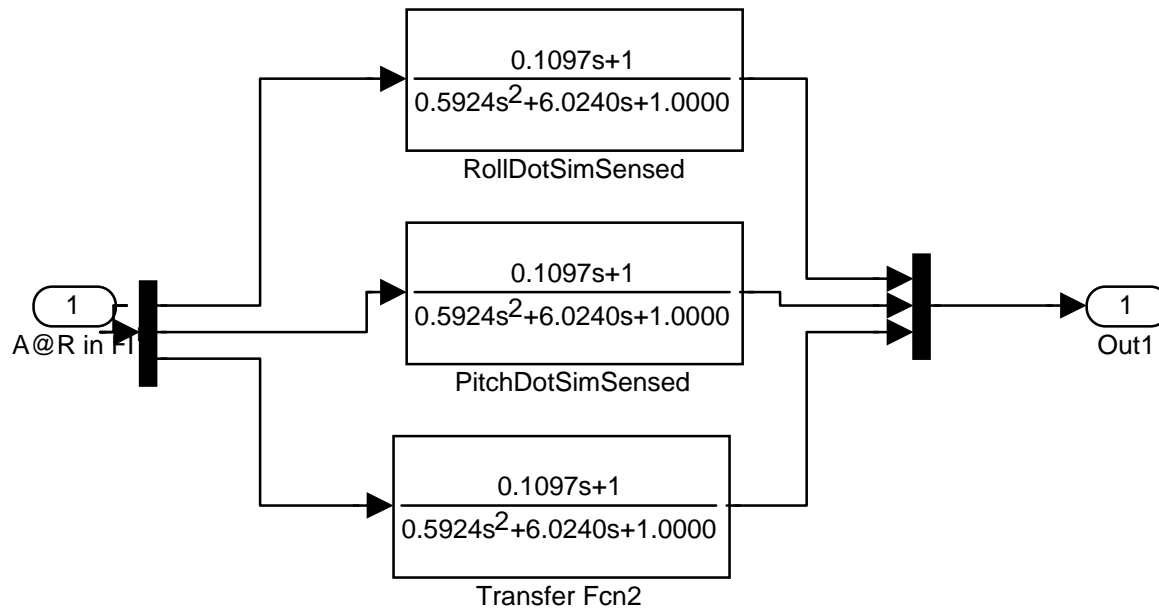 0.1097s+1
0.5924s²+6.0240s+1.0000
RollDotSimSensed
0.1097s+1
0.5924s²+6.0240s+1.0000
PitchDotSimSensed
1
A@R in
1
Out1
0.1097s+1
0.5924s²+6.0240s+1.0000
Transfer Fcn2